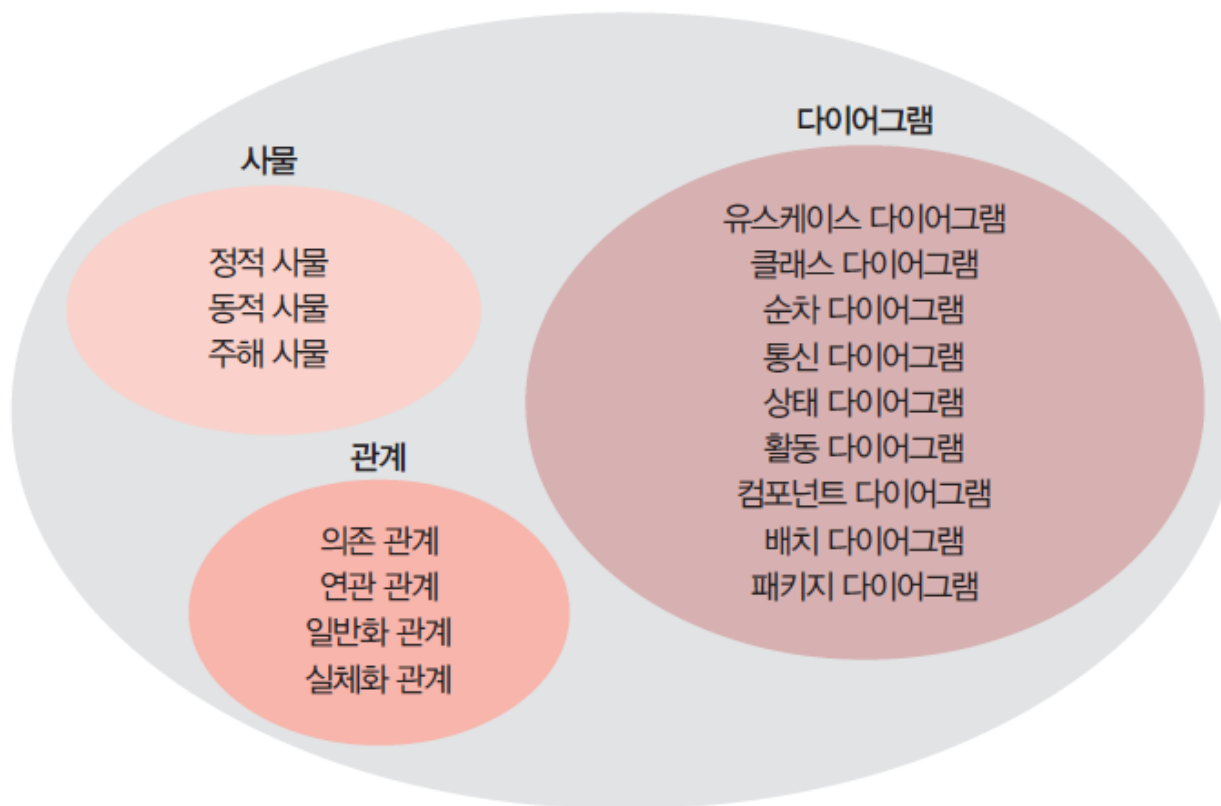 사물
정적 사물
동적 사물
주해 사물
관계
의존 관계
연관 관계
일반화 관계
실체화 관계
다이어그램
유스케이스 다이어그램
클래스 다이어그램
순차 다이어그램
통신 다이어그램
상태 다이어그램
활동 다이어그램
컴포넌트 다이어그램
배치 다이어그램
패키지 다이어그램